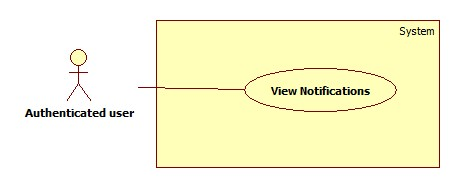 System
View Notifications
Authenticated user